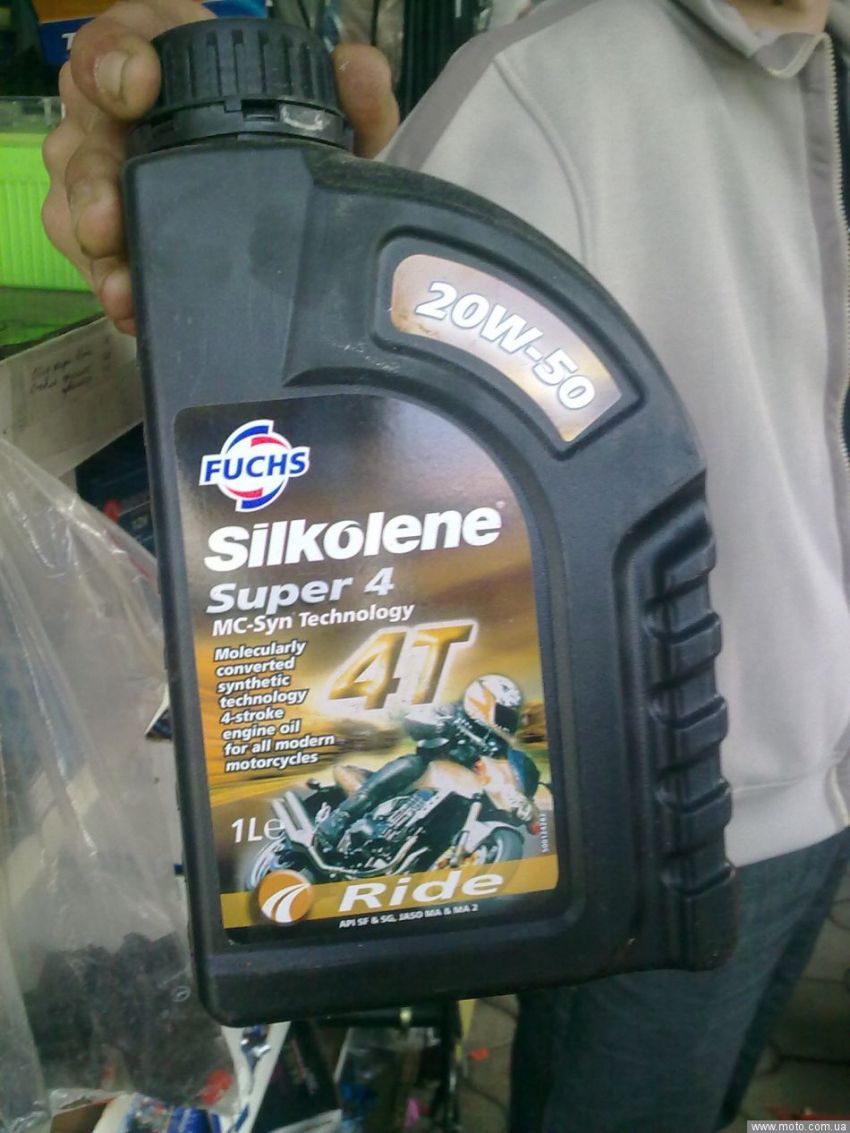 20W-50
FUCHS
Silkolene
Super 4
MC-Syn Technology
4T
Molecularly
converted
synthetic
technology
4-stroke
engine oil
for all modern
motorcycles
1L e
Ride
API SF & SG, JASO MA & MA 2
www.moto.com.ua